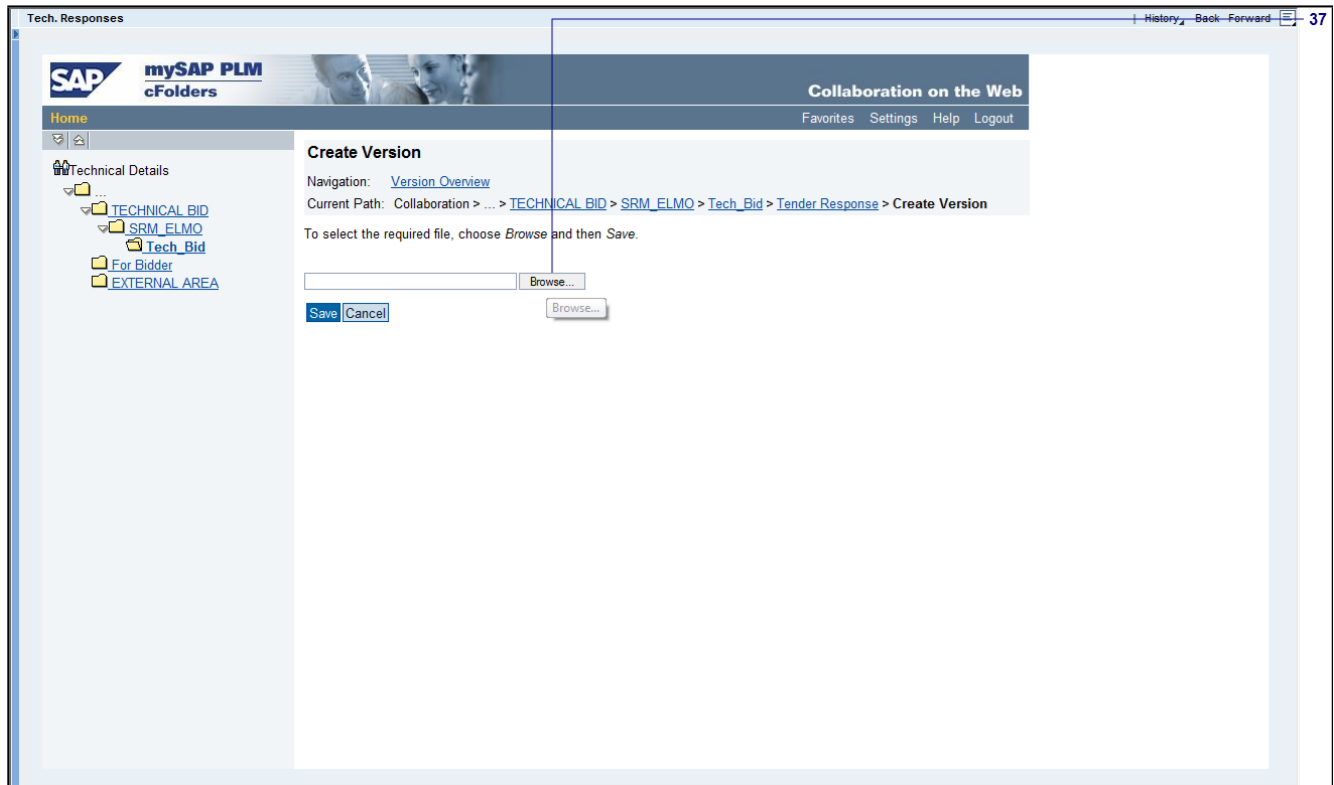 Tech. Responses | History Back Forward 37
SAP mySAP PLM
cFolders
Collaboration on the Web
Home Favorites Settings Help Logout
Create Version
Technical Details
Navigation: Version Overview
...
Current Path: Collaboration > ... > TECHNICAL BID > SRM_ELMO > Tech_Bid > Tender Response > Create Version
TECHNICAL BID
SRM_ELMO
To select the required file, choose Browse and then Save.
Tech_Bid
For Bidder
EXTERNAL AREA
Browse...
Browse...
Save Cancel